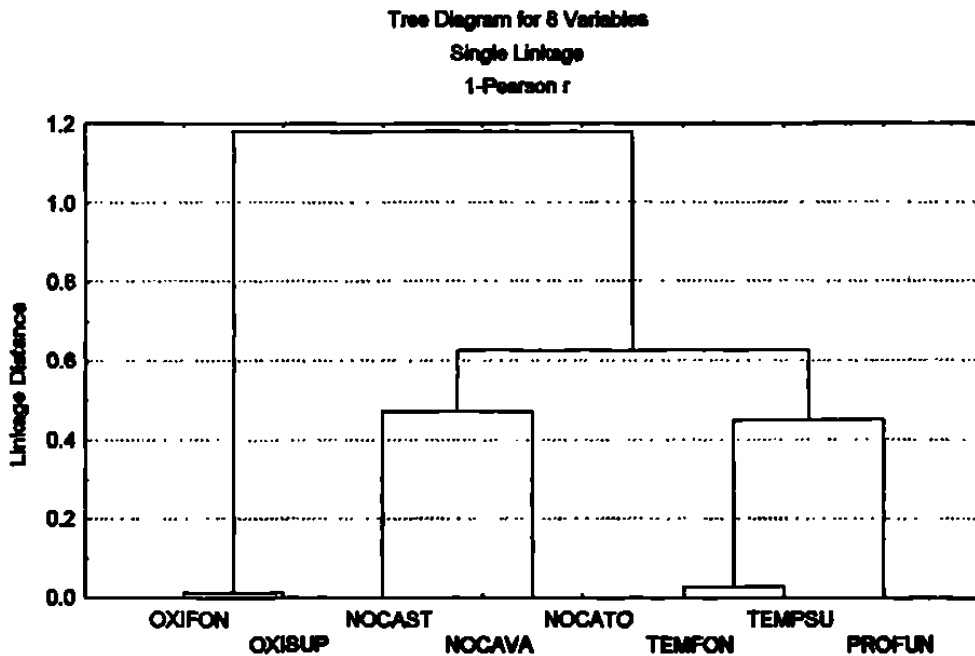 Tree Diagram for 8 Variables
Single Linkage
1-Pearson r
1.2
1.0
0.8
0.6
0.4
0.2
0.0
Linkage Distance
OXIFON NOCAST NOCATO TEMPSU
OXISUP NOCAVA TEMFON PROFUN